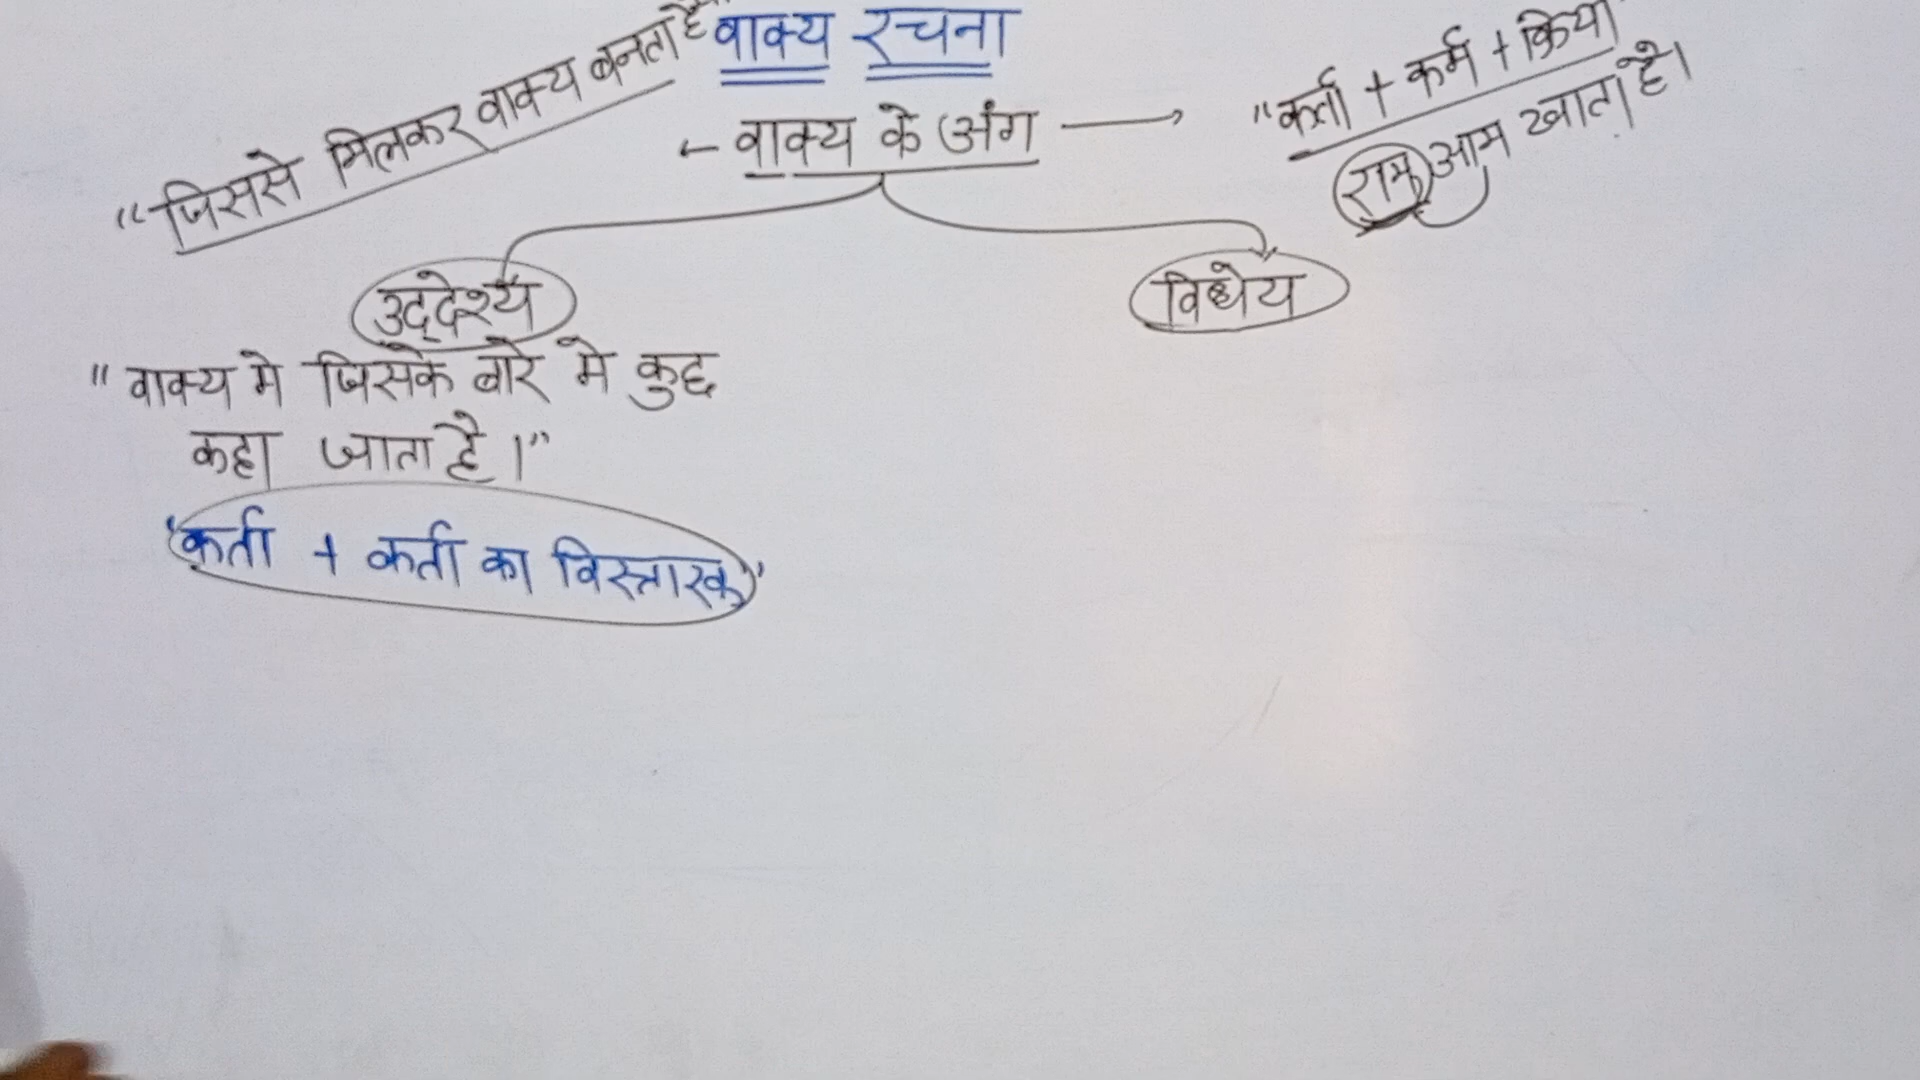 वाक्य रचना
"जिससे मिलकर वाक्य बनता है"
- वाक्य के अंग →
"कर्ता + कर्म + क्रिया
राम आम खाता है।
उद्देश्य
विधेय
"वाक्य मे जिसके बारे मे कुछ
कहा जाता है।"
'कर्ता + कर्ता का विस्तारक'